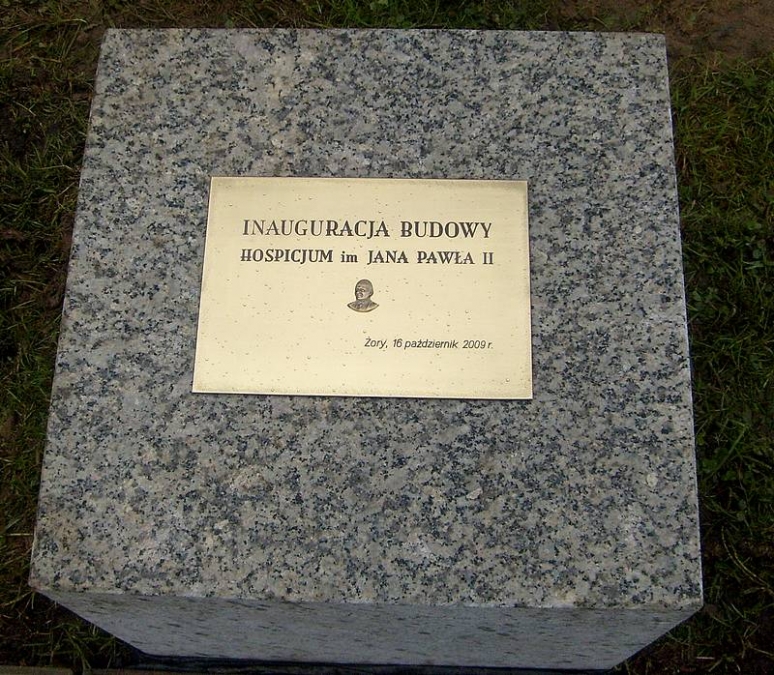 INAUGURACJA BUDOWY
HOSPICJUM im JANA PAWŁA II
Żory, 16 październik 2009 r.